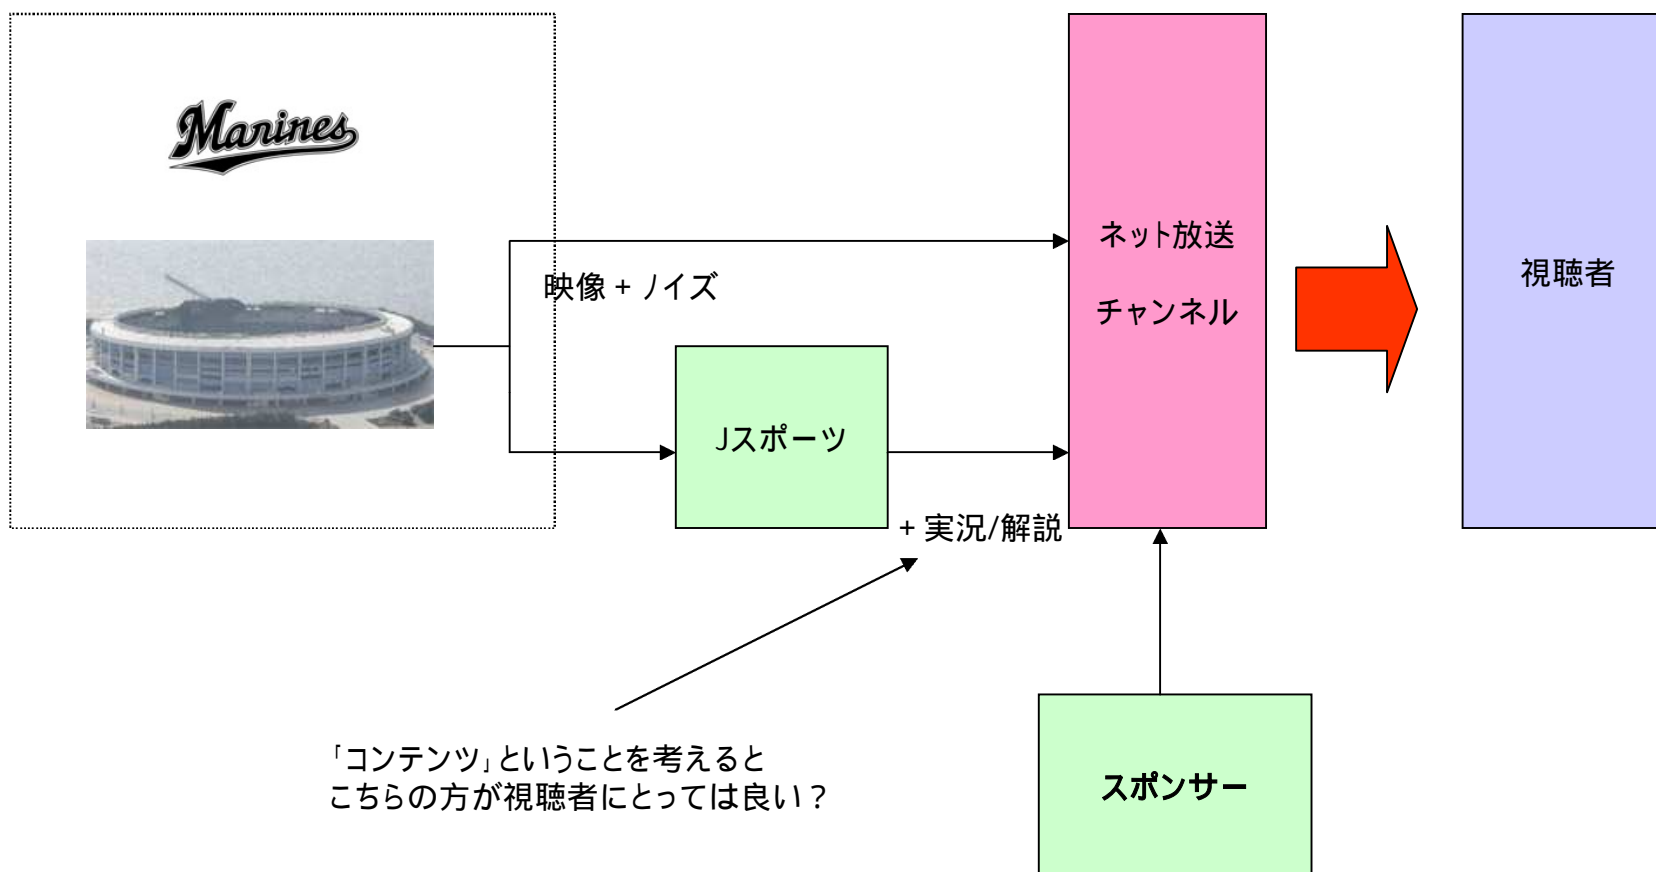 Marines
映像 + ノイズ
ネット放送
チャンネル
視聴者
Jスポーツ
+ 実況/解説
「コンテンツ」ということを考えると
こちらの方が視聴者にとっては良い?
スポンサー